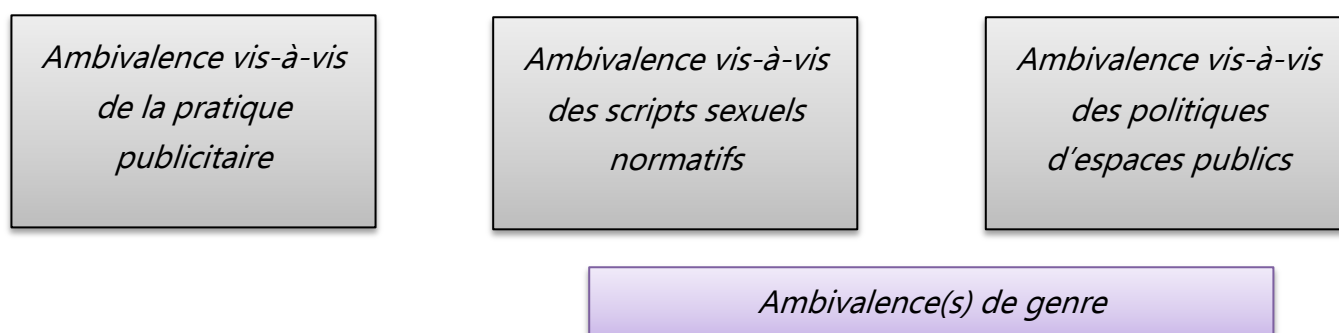 Ambivalence vis-à-vis
de la pratique
publicitaire
Ambivalence vis-à-vis
des scripts sexuels
normatifs
Ambivalence vis-à-vis
des politiques
d’espaces publics
Ambivalence(s) de genre